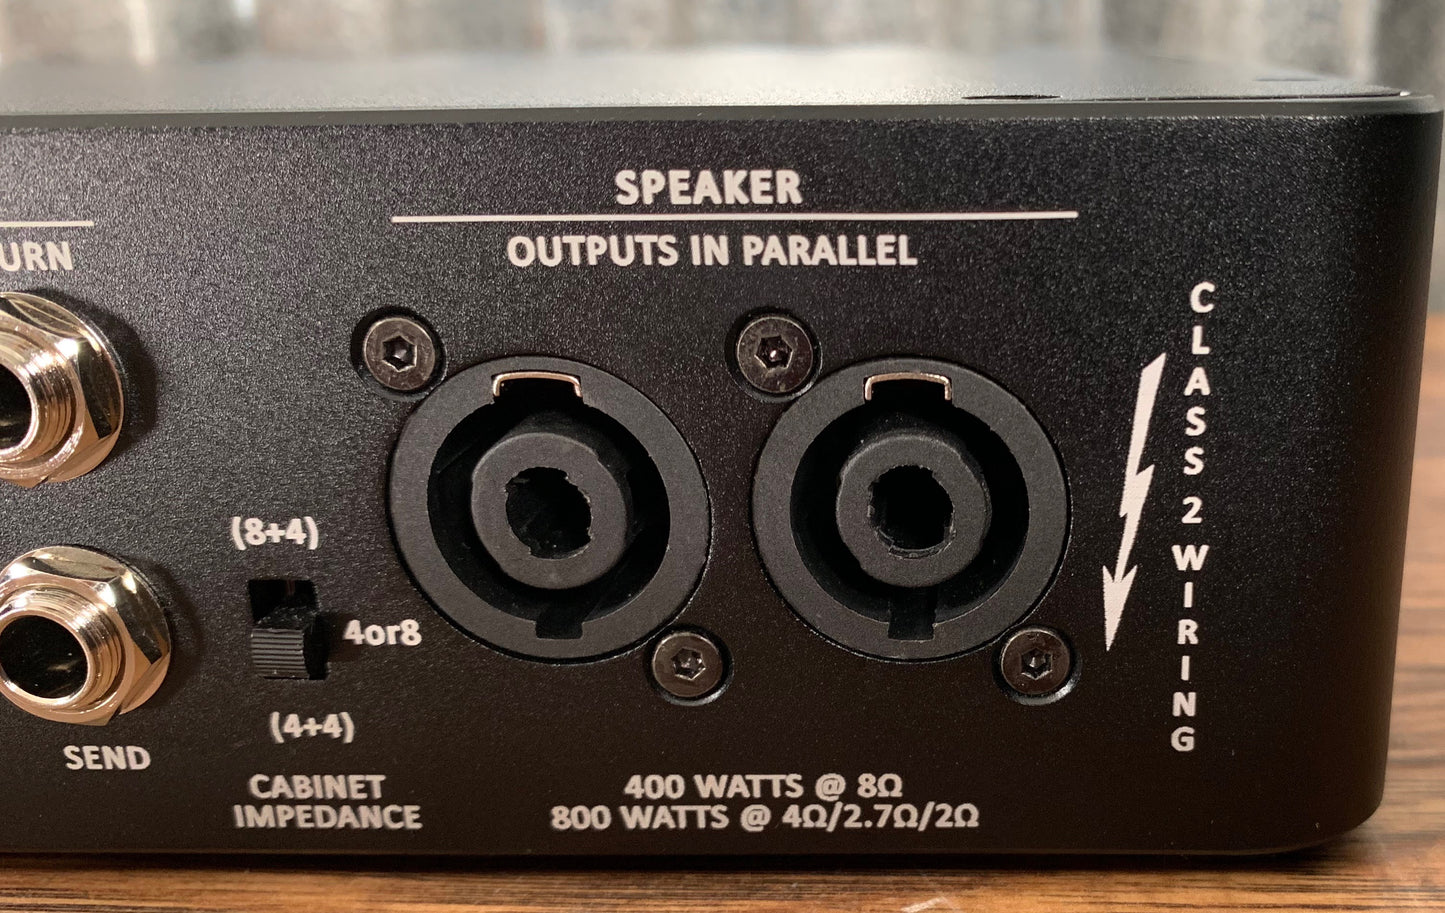 SPEAKER
OUTPUTS IN PARALLEL
URN
(8+4)
4or8
(4+4)
SEND
CABINET
IMPEDANCE
400 WATTS @ 8Ω
800 WATTS @ 4Ω/2.7Ω/2Ω
CLASS 2 WIRING